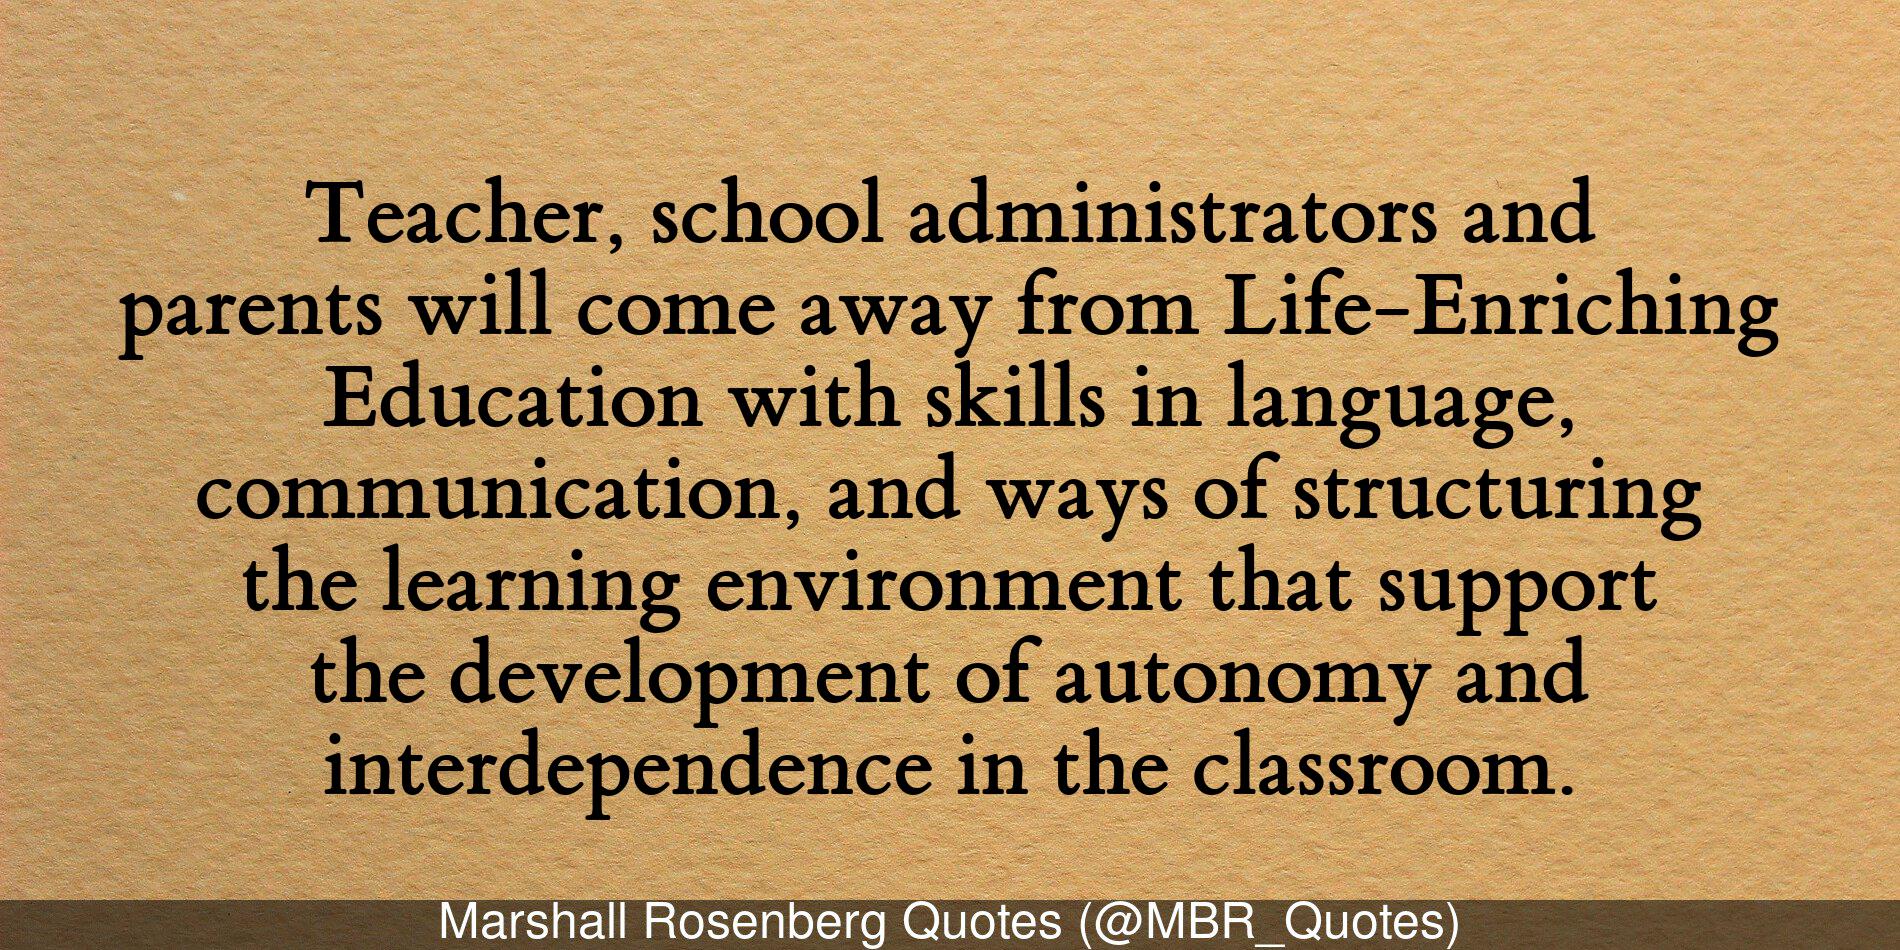 Teacher, school administrators and
parents will come away from Life-Enriching
Education with skills in language,
communication, and ways of structuring
the learning environment that support
the development of autonomy and
interdependence in the classroom.
Marshall Rosenberg Quotes (@MBR_Quotes)